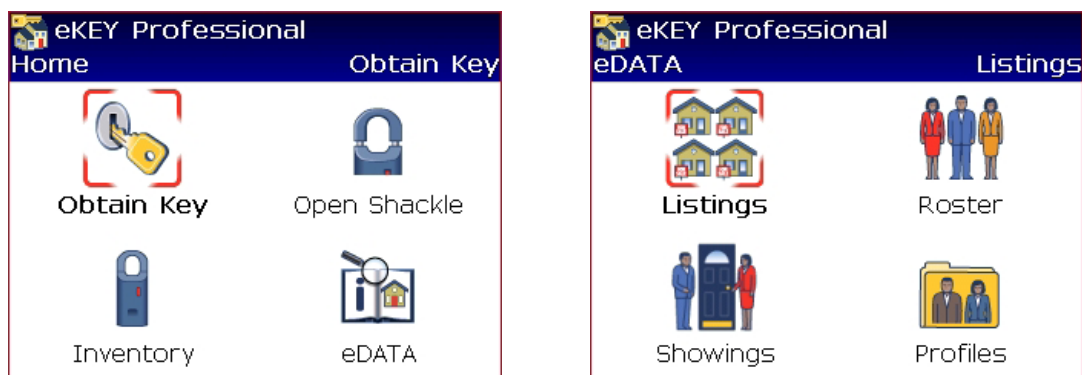 eKEY Professional
Home Obtain Key
Obtain Key Open Shackle
Inventory eDATA
eKEY Professional
eDATA Listings
Listings Roster
Showings Profiles